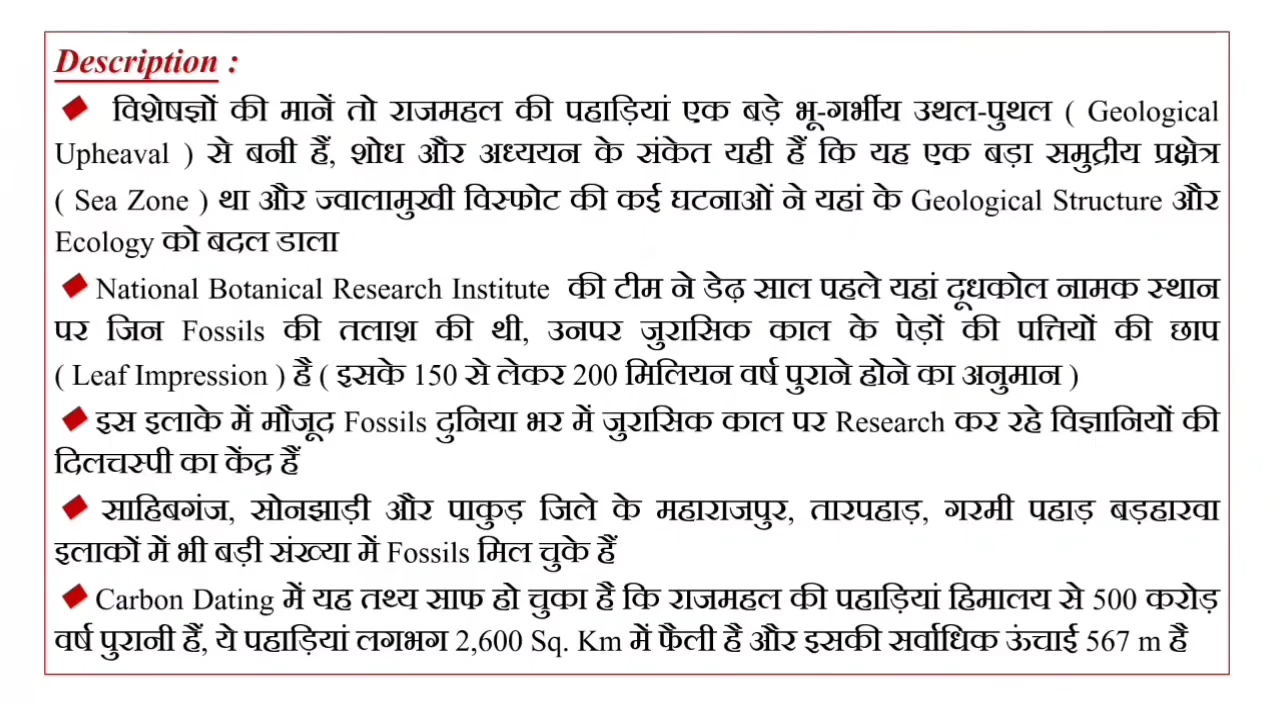 Description :
◆ विशेषज्ञों की मानें तो राजमहल की पहाड़ियां एक बड़े भू-गर्भीय उथल-पुथल ( Geological
Upheaval ) से बनी हैं, शोध और अध्ययन के संकेत यही हैं कि यह एक बड़ा समुद्रीय प्रक्षेत्र
( Sea Zone ) था और ज्वालामुखी विस्फोट की कई घटनाओं ने यहां के Geological Structure और
Ecology को बदल डाला
◆ National Botanical Research Institute की टीम ने डेढ़ साल पहले यहां दूधकोल नामक स्थान
पर जिन Fossils की तलाश की थी, उनपर जुरासिक काल के पेड़ों की पत्तियों की छाप
( Leaf Impression ) है ( इसके 150 से लेकर 200 मिलियन वर्ष पुराने होने का अनुमान )
◆ इस इलाके में मौजूद Fossils दुनिया भर में जुरासिक काल पर Research कर रहे विज्ञानियों की
दिलचस्पी का केंद्र हैं
◆ साहिबगंज, सोनझाड़ी और पाकुड़ जिले के महाराजपुर, तारपहाड़, गरमी पहाड़ बड़हारवा
इलाकों में भी बड़ी संख्या में Fossils मिल चुके हैं
◆ Carbon Dating में यह तथ्य साफ हो चुका है कि राजमहल की पहाड़ियां हिमालय से 500 करोड़
वर्ष पुरानी हैं, ये पहाड़ियां लगभग 2,600 Sq. Km में फैली है और इसकी सर्वाधिक ऊंचाई 567 m है